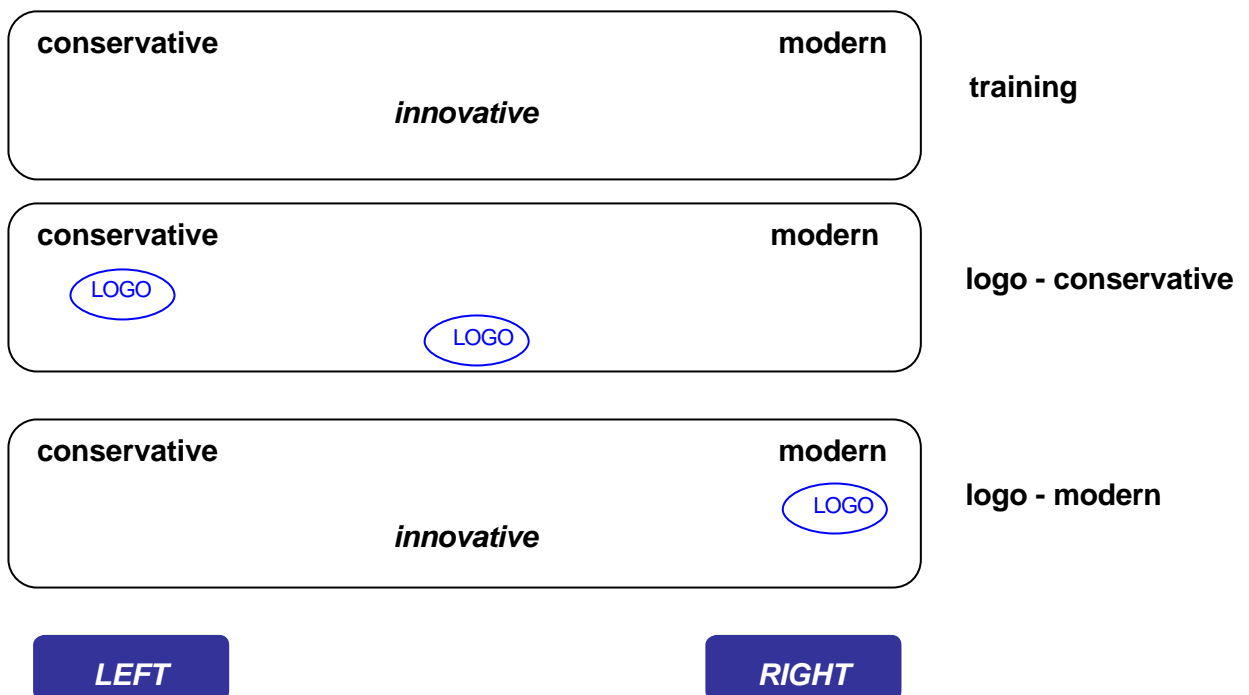 conservative modern
training
innovative
conservative modern
logo - conservative
LOGO
LOGO
conservative modern
logo - modern
LOGO
innovative
LEFT RIGHT